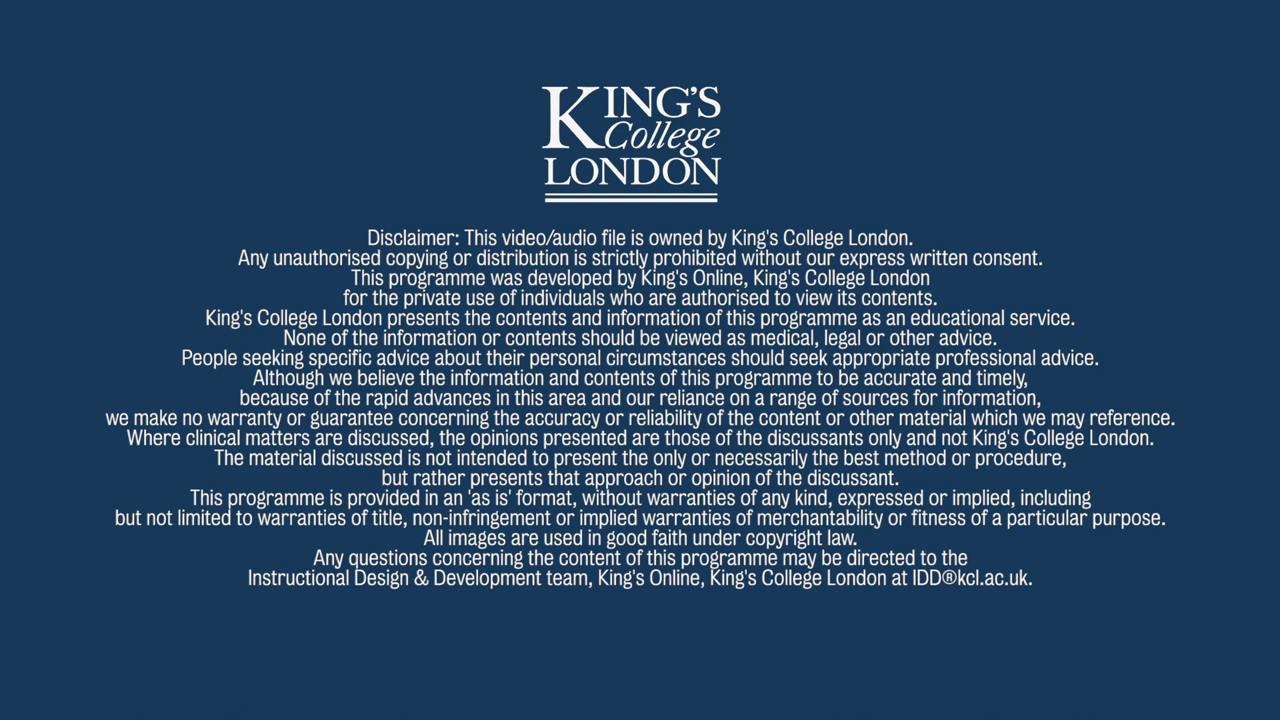 KING'S
College
LONDON
Disclaimer: This video/audio file is owned by King's College London.
Any unauthorised copying or distribution is strictly prohibited without our express written consent.
This programme was developed by King's Online, King's College London
for the private use of individuals who are authorised to view its contents.
King's College London presents the contents and information of this programme as an educational service.
None of the information or contents should be viewed as medical, legal or other advice.
People seeking specific advice about their personal circumstances should seek appropriate professional advice.
Although we believe the information and contents of this programme to be accurate and timely,
because of the rapid advances in this area and our reliance on a range of sources for information,
we make no warranty or guarantee concerning the accuracy or reliability of the content or other material which we may reference.
Where clinical matters are discussed, the opinions presented are those of the discussants only and not King's College London.
The material discussed is not intended to present the only or necessarily the best method or procedure,
but rather presents that approach or opinion of the discussant.
This programme is provided in an 'as is' format, without warranties of any kind, expressed or implied, including
but not limited to warranties of title, non-infringement or implied warranties of merchantability or fitness of a particular purpose.
All images are used in good faith under copyright law.
Any questions concerning the content of this programme may be directed to the
Instructional Design & Development team, King's Online, King's College London at IDD®kcl.ac.uk.